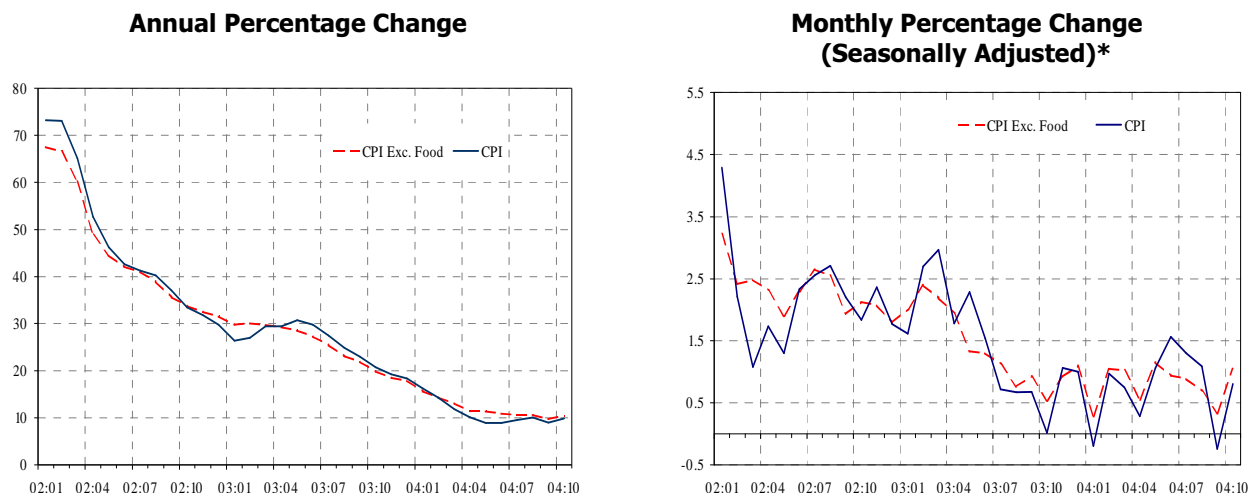 Annual Percentage Change
80
70
60
50
40
30
20
10
0
CPI Exc. Food
CPI
02:01 02:04 02:07 02:10 03:01 03:04 03:07 03:10 04:01 04:04 04:07 04:10
Monthly Percentage Change
(Seasonally Adjusted)*
5.5
4.5
3.5
2.5
1.5
0.5
-0.5
CPI Exc. Food
CPI
02:01 02:04 02:07 02:10 03:01 03:04 03:07 03:10 04:01 04:04 04:07 04:10